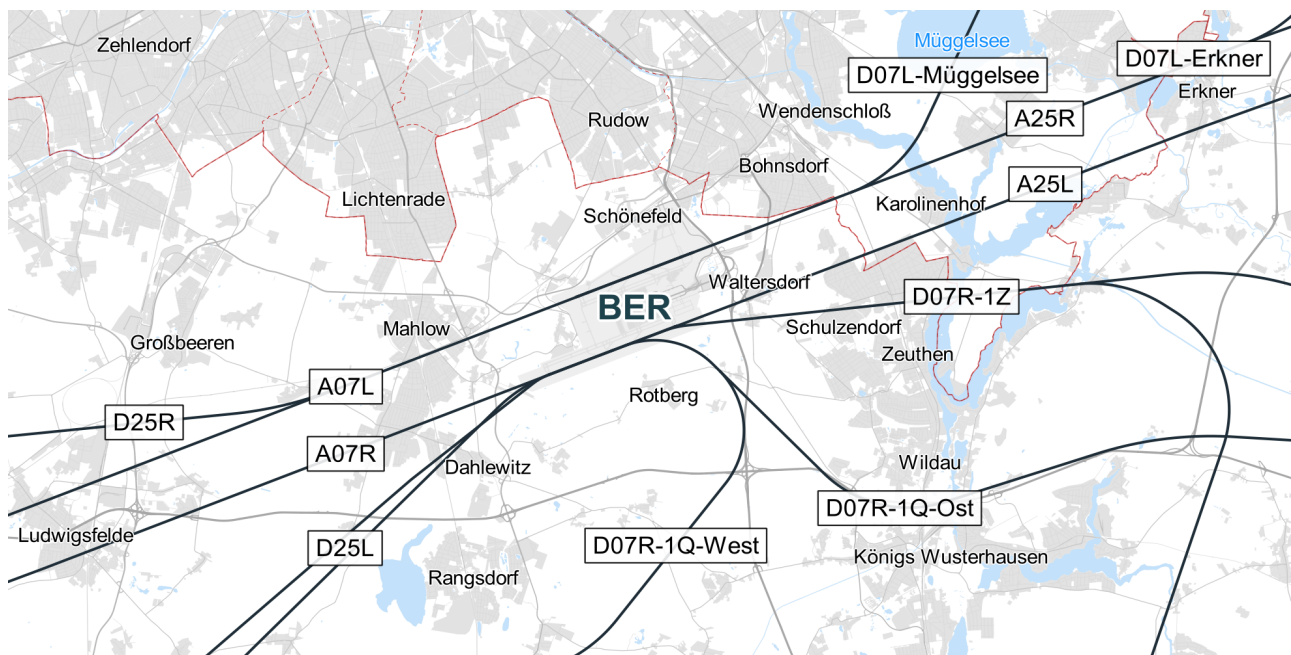 Zehlendorf
Müggelsee
D07L-Erkner
D07L-Müggelsee
Erkner
Wendenschloß
Rudow
A25R
Bohnsdorf
A25L
Lichtenrade
Karolinenhof
Schönefeld
Waltersdorf
D07R-1Z
BER
Mahlow
Schulzendorf
Großbeeren
Zeuthen
A07L
Rotberg
D25R
A07R
Dahlewitz
Wildau
D07R-1Q-Ost
Ludwigsfelde
D25L
D07R-1Q-West
Königs Wusterhausen
Rangsdorf